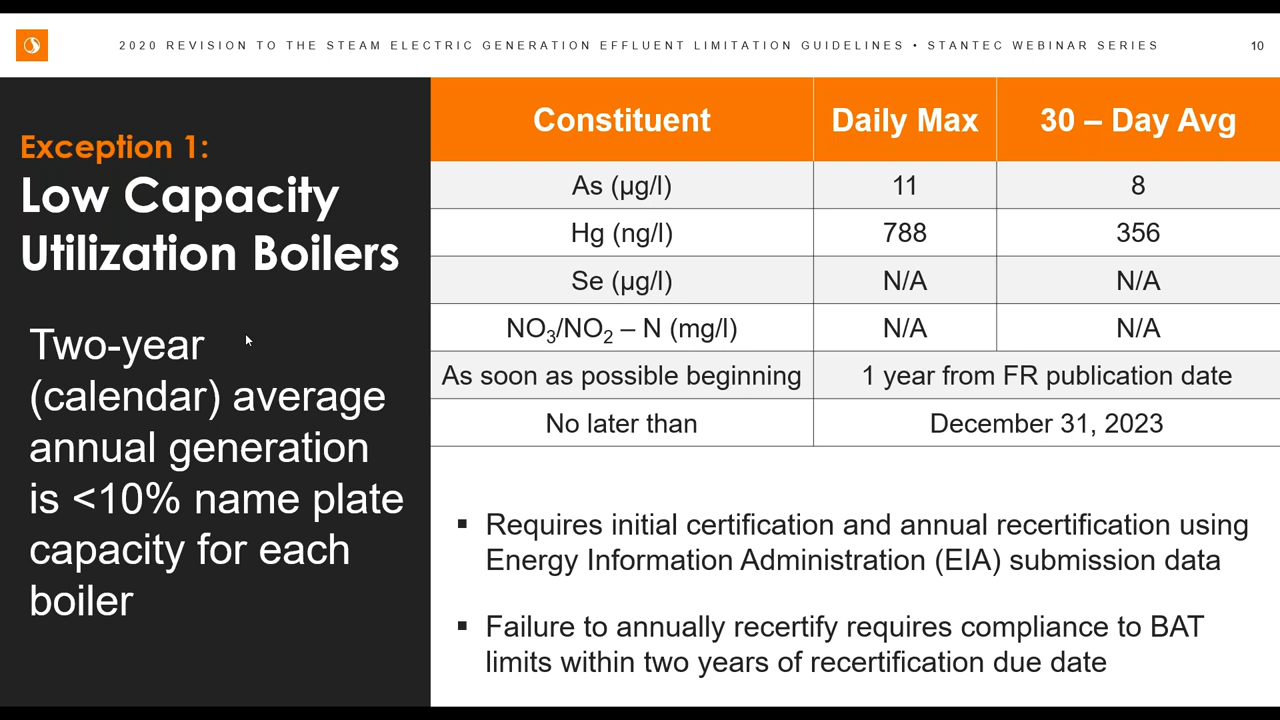 2020 REVISION TO THE STEAM ELECTRIC GENERATION EFFLUENT LIMITATION GUIDELINES • STANTEC WEBINAR SERIES
10
Exception 1:
Low Capacity
Utilization Boilers
Two-year
(calendar) average
annual generation
is <10% name plate
capacity for each
boiler
Constituent Daily Max 30 – Day Avg
As (µg/l) 11 8
Hg (ng/l) 788 356
Se (µg/l) N/A N/A
NO₃/NO₂ – N (mg/l) N/A N/A
As soon as possible beginning 1 year from FR publication date
No later than December 31, 2023
▪ Requires initial certification and annual recertification using
Energy Information Administration (EIA) submission data
▪ Failure to annually recertify requires compliance to BAT
limits within two years of recertification due date